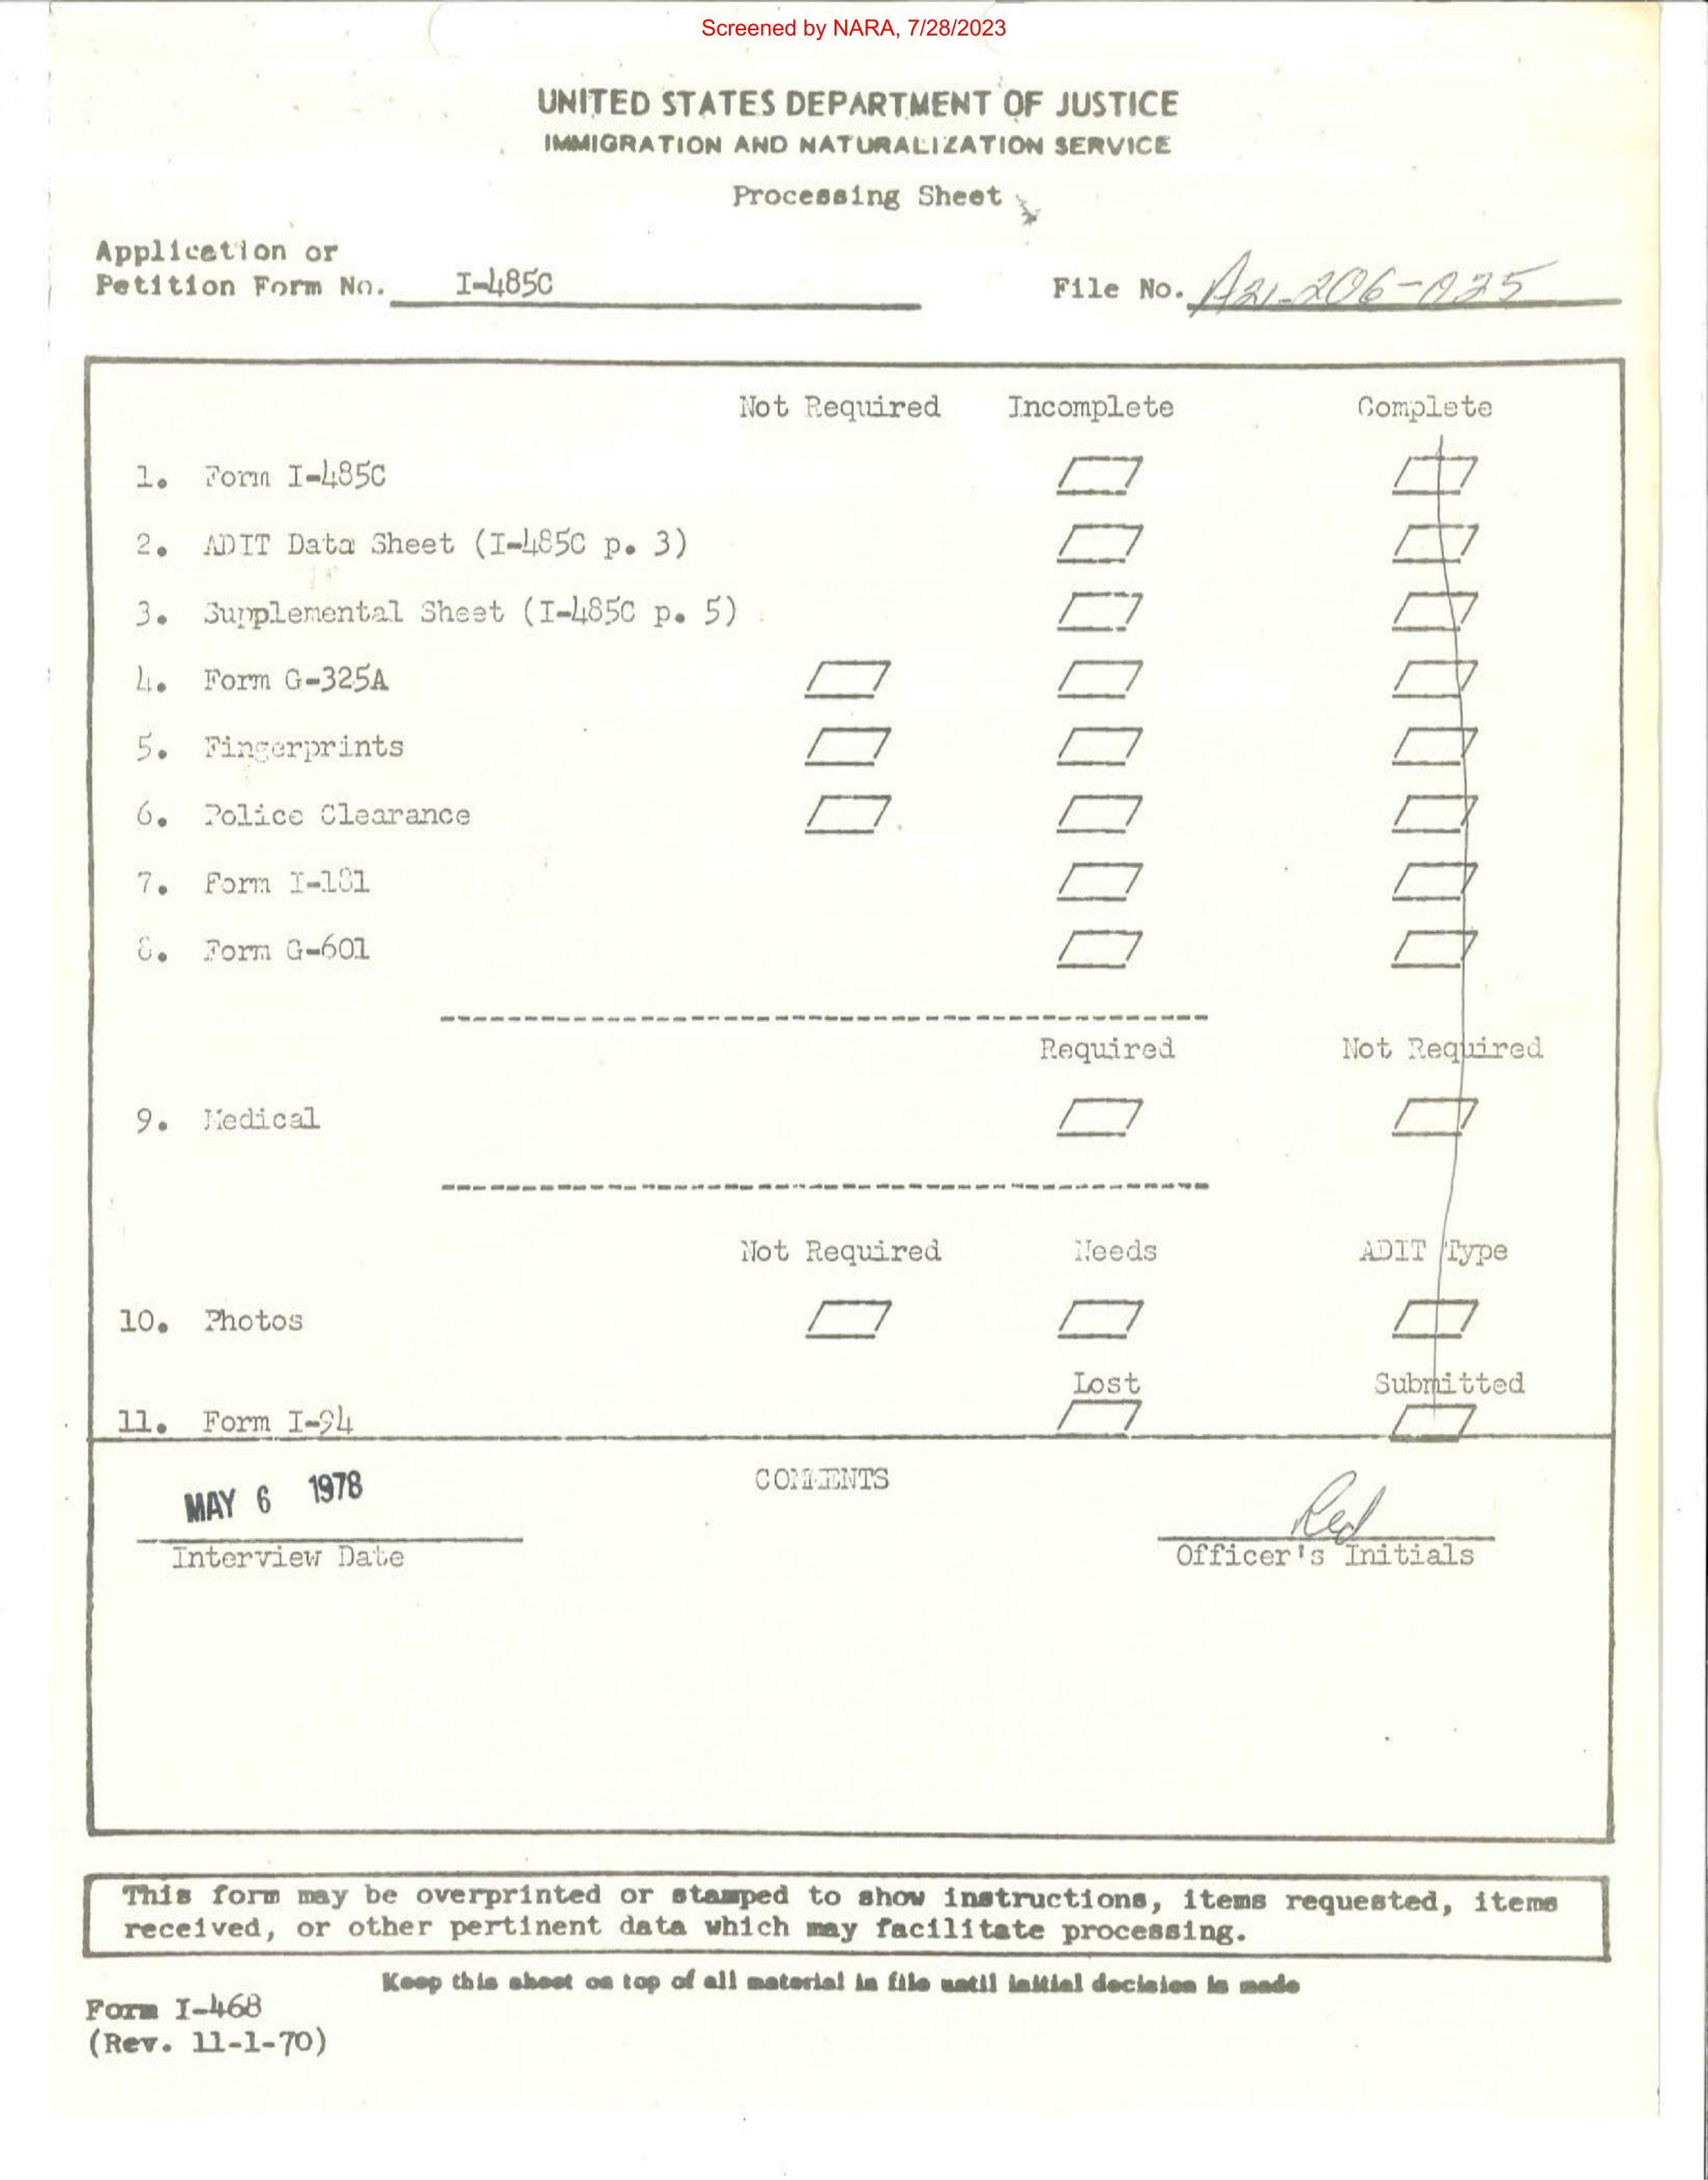 Screened by NARA, 7/28/2023
UNITED STATES DEPARTMENT OF JUSTICE
IMMIGRATION AND NATURALIZATION SERVICE
Processing Sheet
Application or
Petition Form No. I-485C File No. A21-206-035
Not Required Incomplete Complete
1. Form I-485C
2. ADIT Data Sheet (I-485C p. 3)
3. Supplemental Sheet (I-485C p. 5)
4. Form G-325A
5. Fingerprints
6. Police Clearance
7. Form I-181
8. Form G-601
Required Not Required
9. Medical
Not Required Needs ADIT Type
10. Photos
Lost Submitted
11. Form I-94
MAY 6 1978 COMMENTS
Interview Date Officer's Initials
This form may be overprinted or stamped to show instructions, items requested, items
received, or other pertinent data which may facilitate processing.
Keep this sheet on top of all material in file until initial decision is made
Form I-468
(Rev. 11-1-70)